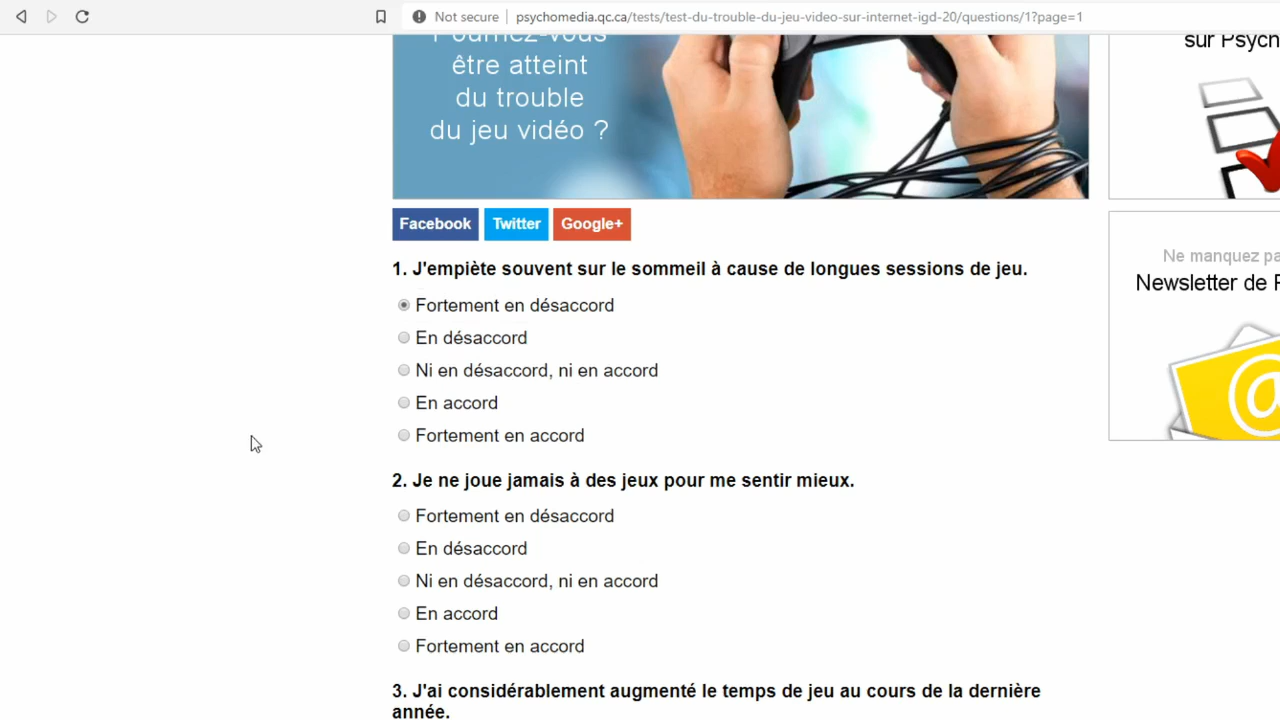 Not secure
psychomedia.qc.ca/tests/test-du-trouble-du-jeu-video-sur-internet-igd-20/questions/1?page=1
Pourriez-vous
être atteint
du trouble
du jeu vidéo ?
sur Psych
Facebook
Twitter
Google+
Ne manquez pa
Newsletter de P
1. J'empiète souvent sur le sommeil à cause de longues sessions de jeu.
Fortement en désaccord
En désaccord
Ni en désaccord, ni en accord
En accord
Fortement en accord
2. Je ne joue jamais à des jeux pour me sentir mieux.
Fortement en désaccord
En désaccord
Ni en désaccord, ni en accord
En accord
Fortement en accord
3. J'ai considérablement augmenté le temps de jeu au cours de la dernière
année.